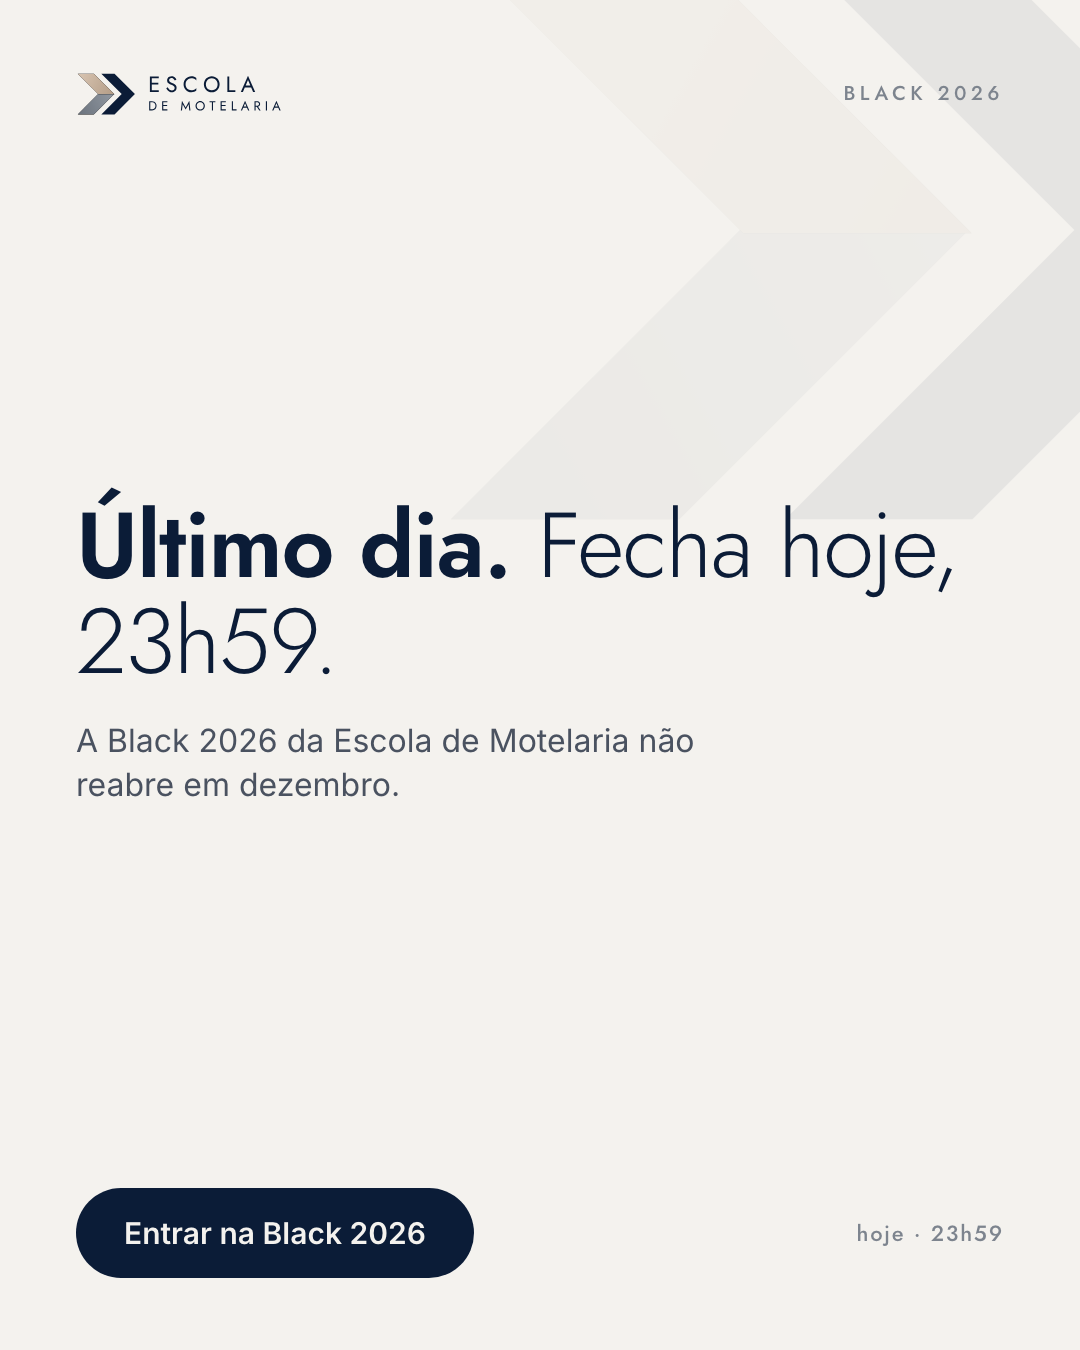 ESCOLA
DE MOTELARIA
BLACK 2026
Último dia. Fecha hoje,
23h59.
A Black 2026 da Escola de Motelaria não
reabre em dezembro.
Entrar na Black 2026
hoje · 23h59